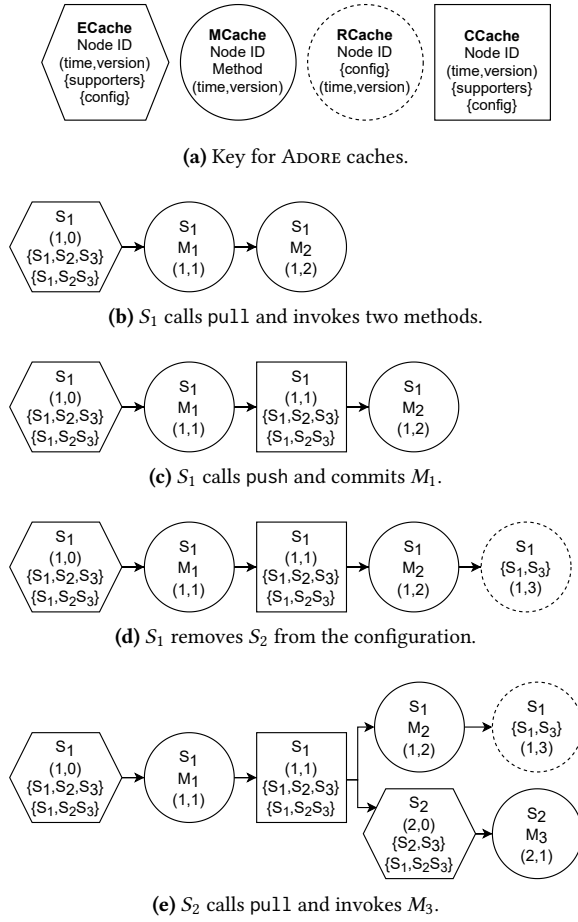 ECache
Node ID
(time,version)
{supporters}
{config}
MCache
Node ID
Method
(time,version)
RCache
Node ID
{config}
(time,version)
CCache
Node ID
(time,version)
{supporters}
{config}
(a) Key for ADORE caches.
S1
(1,0)
{S1,S2,S3}
{S1,S2S3}
S1
M1
(1,1)
S1
M2
(1,2)
(b) S1 calls pull and invokes two methods.
S1
(1,0)
{S1,S2,S3}
{S1,S2S3}
S1
M1
(1,1)
S1
(1,1)
{S1,S2,S3}
{S1,S2S3}
S1
M2
(1,2)
(c) S1 calls push and commits M1.
S1
(1,0)
{S1,S2,S3}
{S1,S2S3}
S1
M1
(1,1)
S1
(1,1)
{S1,S2,S3}
{S1,S2S3}
S1
M2
(1,2)
S1
{S1,S3}
(1,3)
(d) S1 removes S2 from the configuration.
S1
(1,0)
{S1,S2,S3}
{S1,S2S3}
S1
M1
(1,1)
S1
(1,1)
{S1,S2,S3}
{S1,S2S3}
S1
M2
(1,2)
S1
{S1,S3}
(1,3)
S2
(2,0)
{S2,S3}
{S1,S2S3}
S2
M3
(2,1)
(e) S2 calls pull and invokes M3.